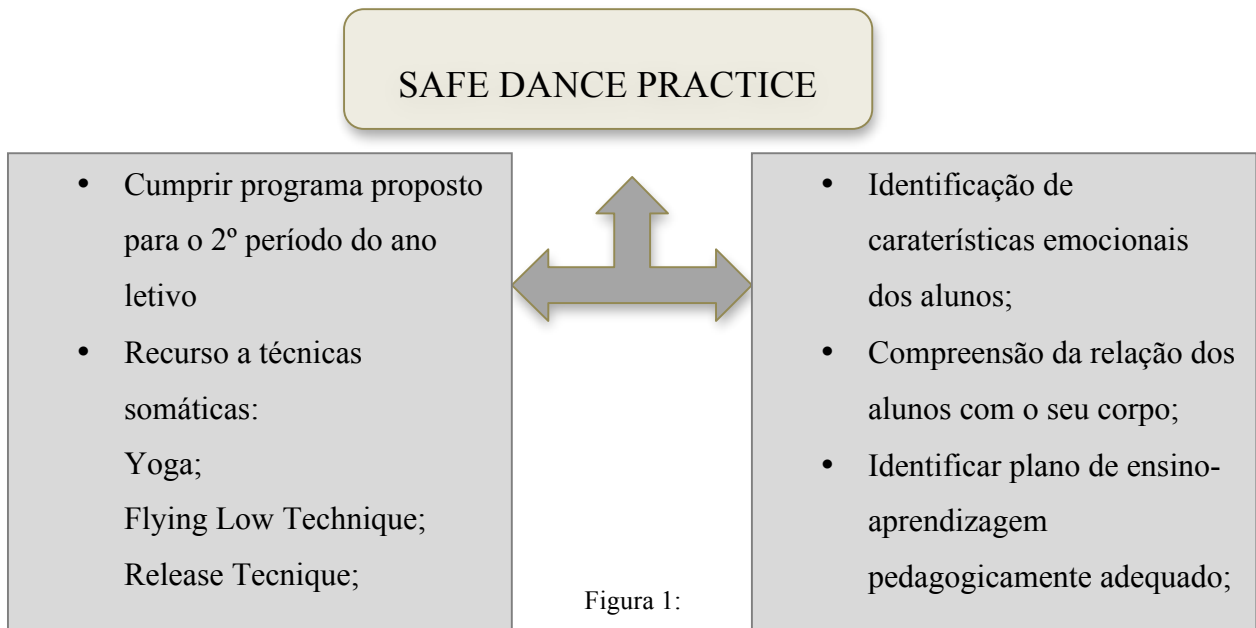 SAFE DANCE PRACTICE
• Cumprir programa proposto
para o 2º período do ano
letivo
• Recurso a técnicas
somáticas:
Yoga;
Flying Low Technique;
Release Tecnique;
• Identificação de
caraterísticas emocionais
dos alunos;
• Compreensão da relação dos
alunos com o seu corpo;
• Identificar plano de ensino-
aprendizagem
pedagogicamente adequado;
Figura 1: